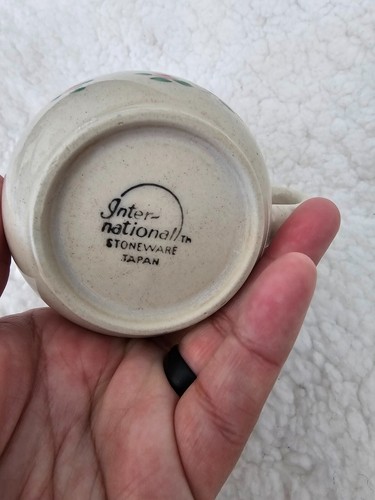 Inter-
national TM
STONEWARE
JAPAN